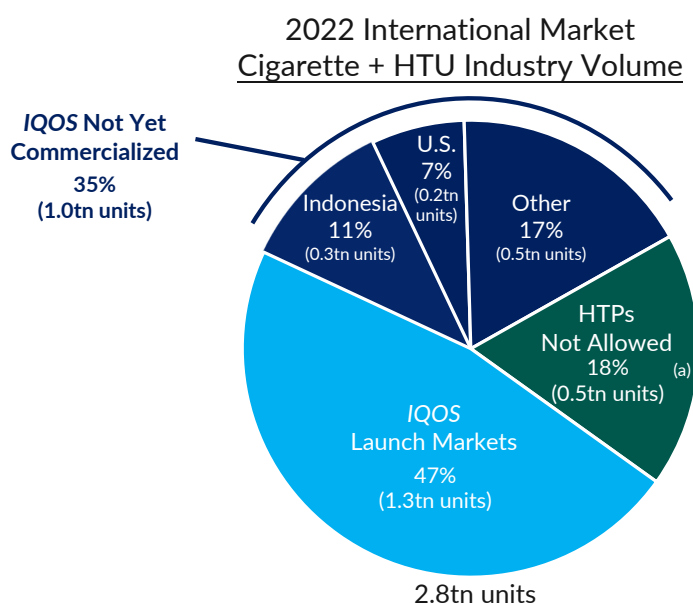 2022 International Market
Cigarette + HTU Industry Volume
IQOS Not Yet
Commercialized
35%
(1.0tn units)
U.S.
7%
(0.2tn
units)
Indonesia
11%
(0.3tn units)
Other
17%
(0.5tn units)
HTPs
Not Allowed
18%
(a)
(0.5tn units)
IQOS
Launch Markets
47%
(1.3tn units)
2.8tn units